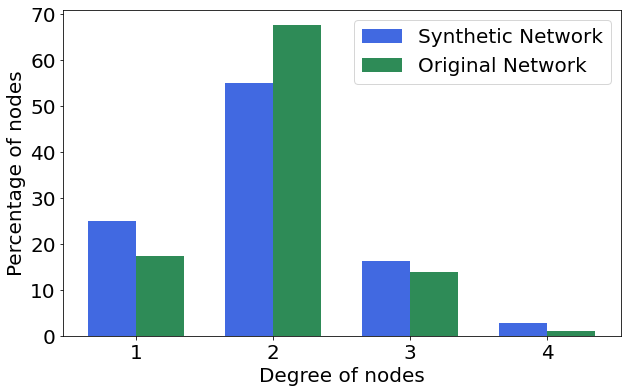 70
60
50
40
30
20
10
0
Percentage of nodes
Synthetic Network
Original Network
1 2 3 4
Degree of nodes